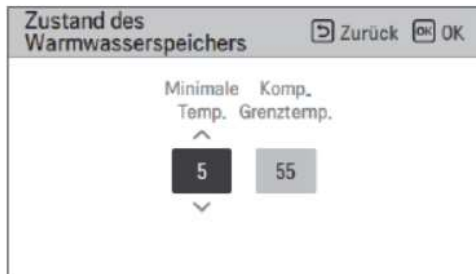 Zustand des
Warmwasserspeichers
Zurück OK OK
Minimale Komp.
Temp. Grenztemp.
5 55